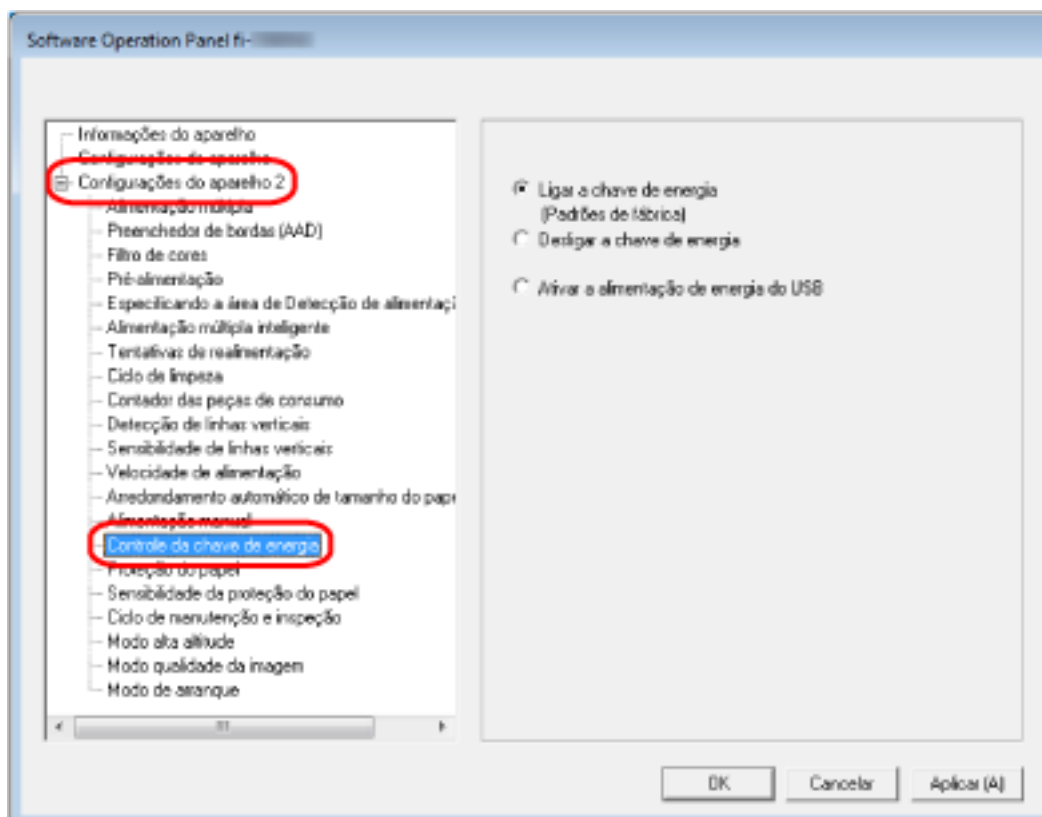 Software Operation Panel fi-
Informações do aparelho
Configurações do aparelho
Configurações do aparelho 2
Alimentação múltipla
Preenchedor de bordas (AAD)
Filtro de cores
Pré-alimentação
Especificando a área de Detecção de alimentaç
Alimentação múltipla inteligente
Tentativas de realimentação
Ciclo de limpeza
Contador das peças de consumo
Detecção de linhas verticais
Sensibilidade de linhas verticais
Velocidade de alimentação
Arredondamento automático de tamanho do pape
Alimentação manual
Controle da chave de energia
Proteção do papel
Sensibilidade da proteção do papel
Ciclo de manutenção e inspeção
Modo alta altitude
Modo qualidade da imagem
Modo de arranque
Ligar a chave de energia
(Padrões de fábrica)
Desligar a chave de energia
Ativar a alimentação de energia do USB
OK Cancelar Aplicar (A)